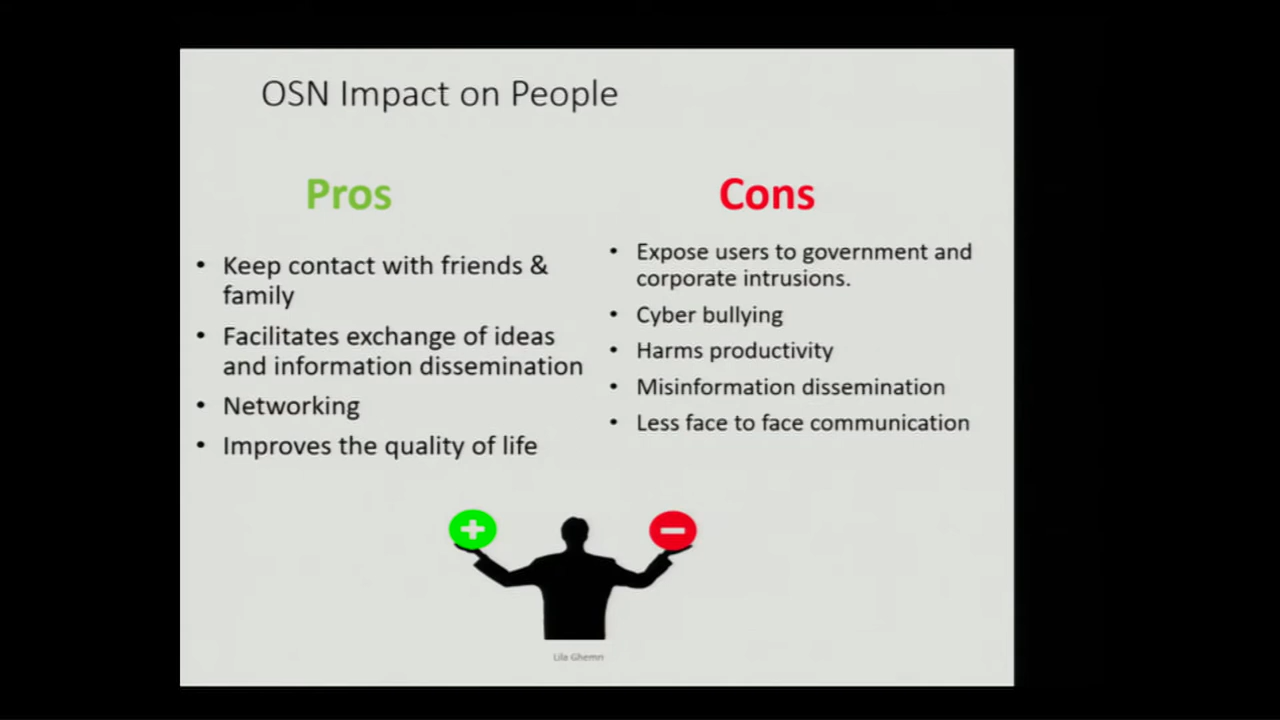 OSN Impact on People
Pros
• Keep contact with friends &
family
• Facilitates exchange of ideas
and information dissemination
• Networking
• Improves the quality of life
Cons
• Expose users to government and
corporate intrusions.
• Cyber bullying
• Harms productivity
• Misinformation dissemination
• Less face to face communication
Lila Ghemri